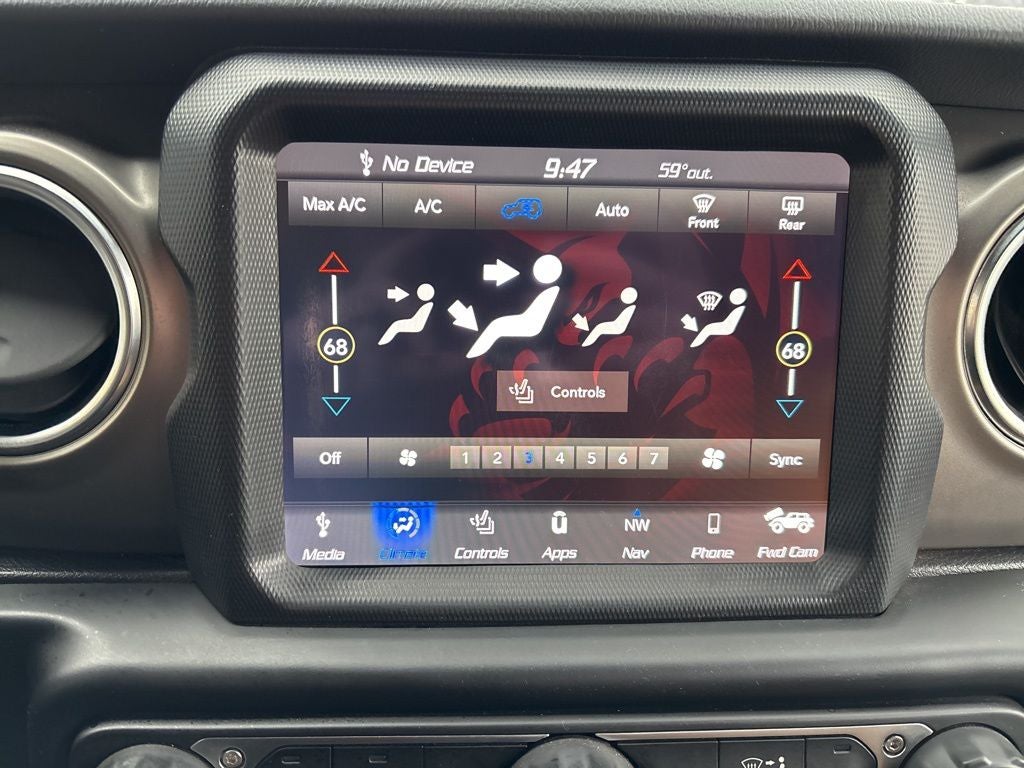 No Device 9:47 59°out.
Max A/C A/C Auto Front Rear
68 68
Controls
Off 1 2 3 4 5 6 7 Sync
NW
Media Climate Controls Apps Nav Phone Fwd Cam